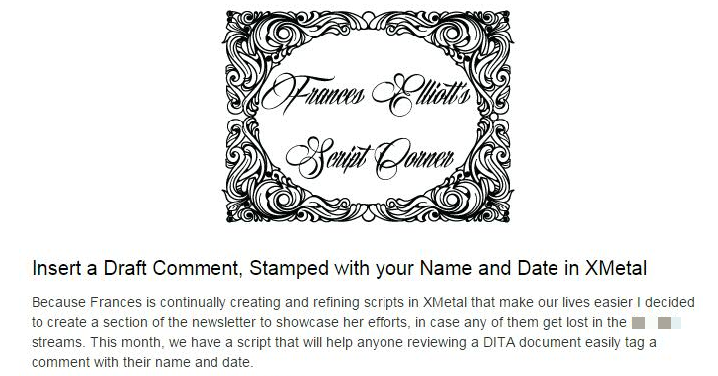 Frances Elliott's
Script Corner
Insert a Draft Comment, Stamped with your Name and Date in XMetal
Because Frances is continually creating and refining scripts in XMetal that make our lives easier I decided
to create a section of the newsletter to showcase her efforts, in case any of them get lost in the
streams. This month, we have a script that will help anyone reviewing a DITA document easily tag a
comment with their name and date.